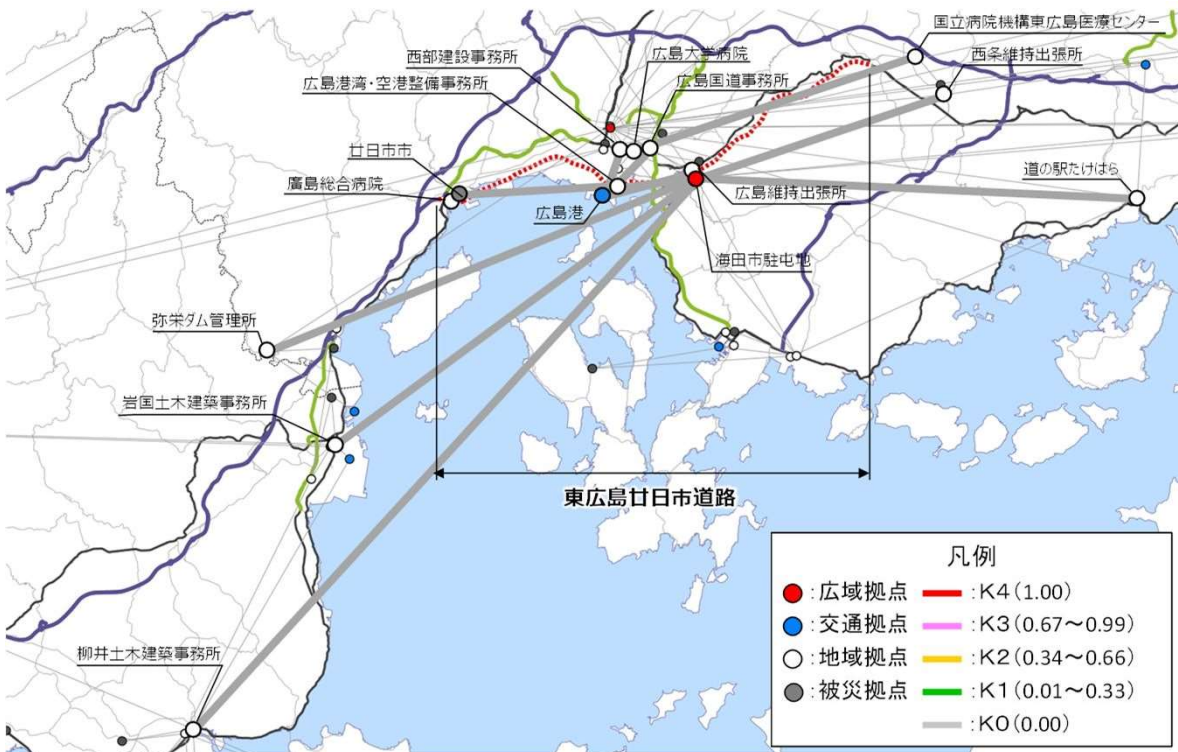 国立病院機構東広島医療センター
西部建設事務所
広島大学病院
西条維持出張所
広島港湾・空港整備事務所
広島国道事務所
廿日市市
廣島総合病院
広島港
広島維持出張所
道の駅たけはら
海田市駐屯地
弥栄ダム管理所
岩国土木建築事務所
東広島廿日市道路
柳井土木建築事務所
凡例
:広域拠点
:K4(1.00)
:交通拠点
:K3(0.67～0.99)
:地域拠点
:K2(0.34～0.66)
:被災拠点
:K1(0.01～0.33)
:K0(0.00)